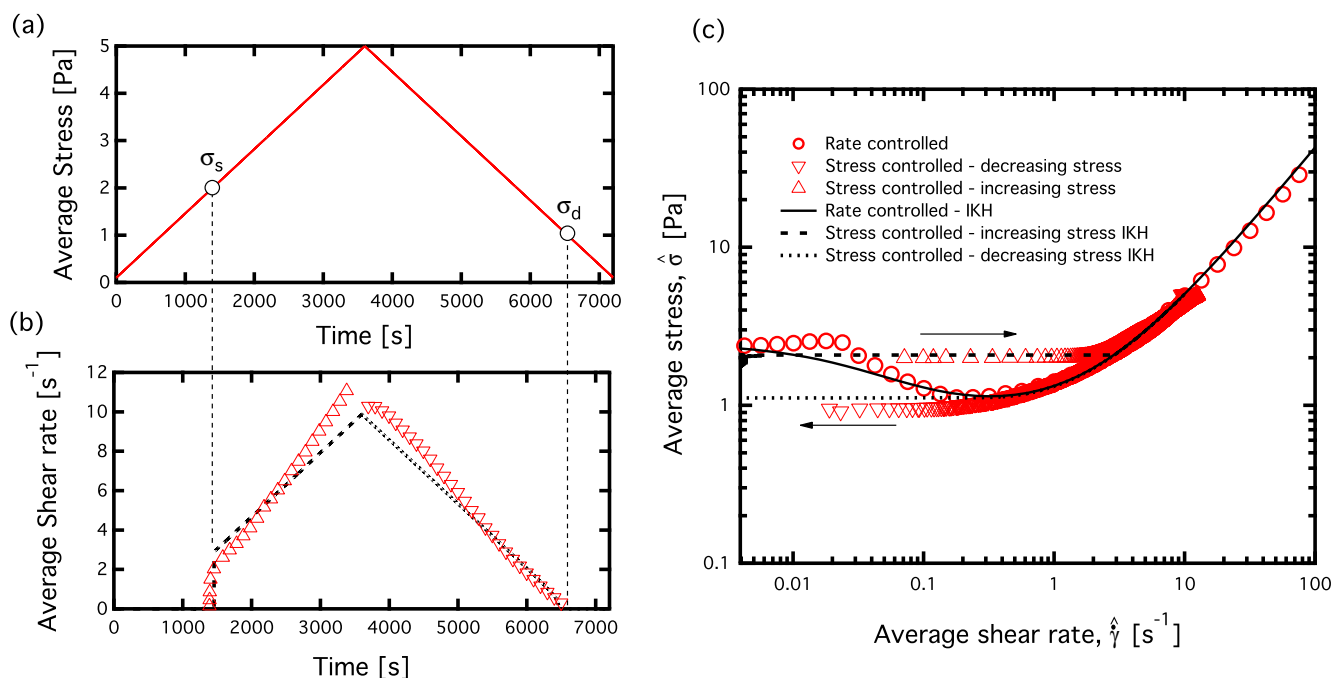 (a)
Average Stress [Pa]
5
4
3
2
1
0
σs
σd
0 1000 2000 3000 4000 5000 6000 7000
Time [s]
(b)
Average Shear rate [s-1]
12
10
8
6
4
2
0
0 1000 2000 3000 4000 5000 6000 7000
Time [s]
(c)
Average stress, σ̂ [Pa]
100
10
1
0.1
Rate controlled
Stress controlled - decreasing stress
Stress controlled - increasing stress
Rate controlled - IKH
Stress controlled - increasing stress IKH
Stress controlled - decreasing stress IKH
0.01 0.1 1 10 100
Average shear rate, γ̇̂ [s-1]